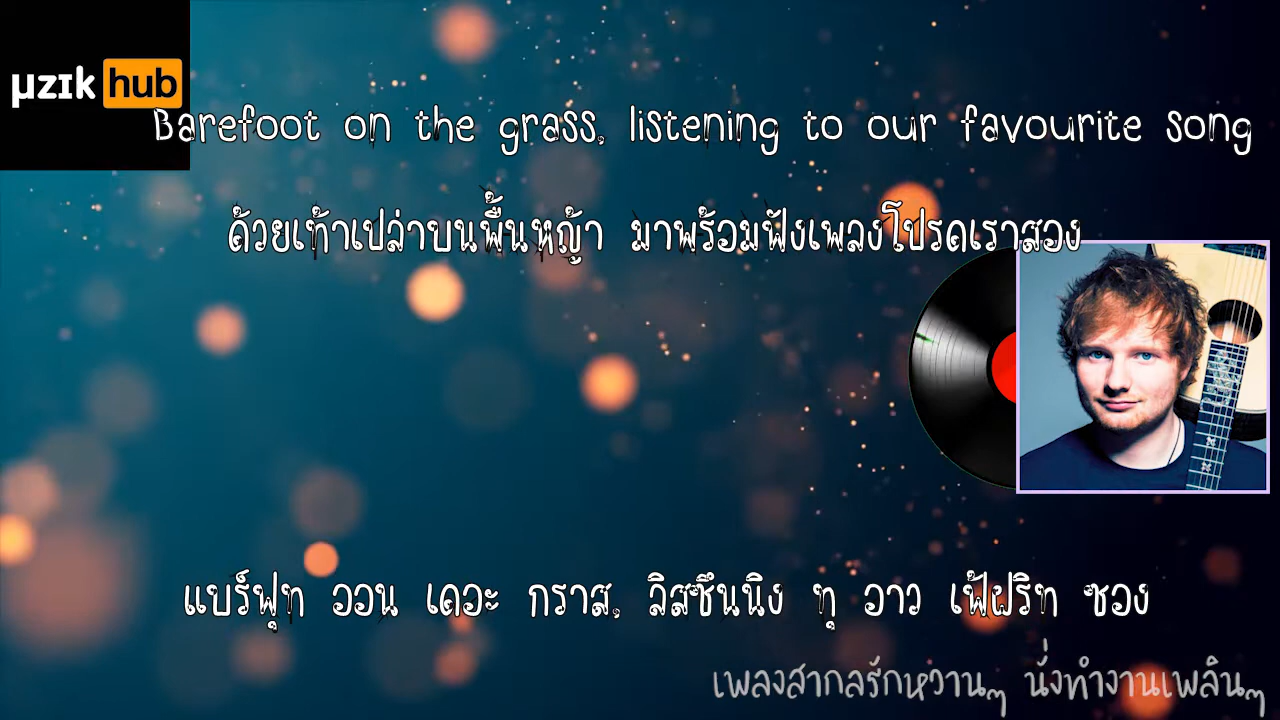 μzık hub
Barefoot on the grass, listening to our favourite song
ด้วยเท้าเปล่าบนพื้นหญ้า มาพร้อมฟังเพลงโปรดเราสอง
แบร็ฟุท ออน เดอะ กราส, ลิสซึนนิง ทุ อาว เฟ้ฝริท ซอง
เพลงสากลรักหวานๆ นั่งทำงานเพลินๆ